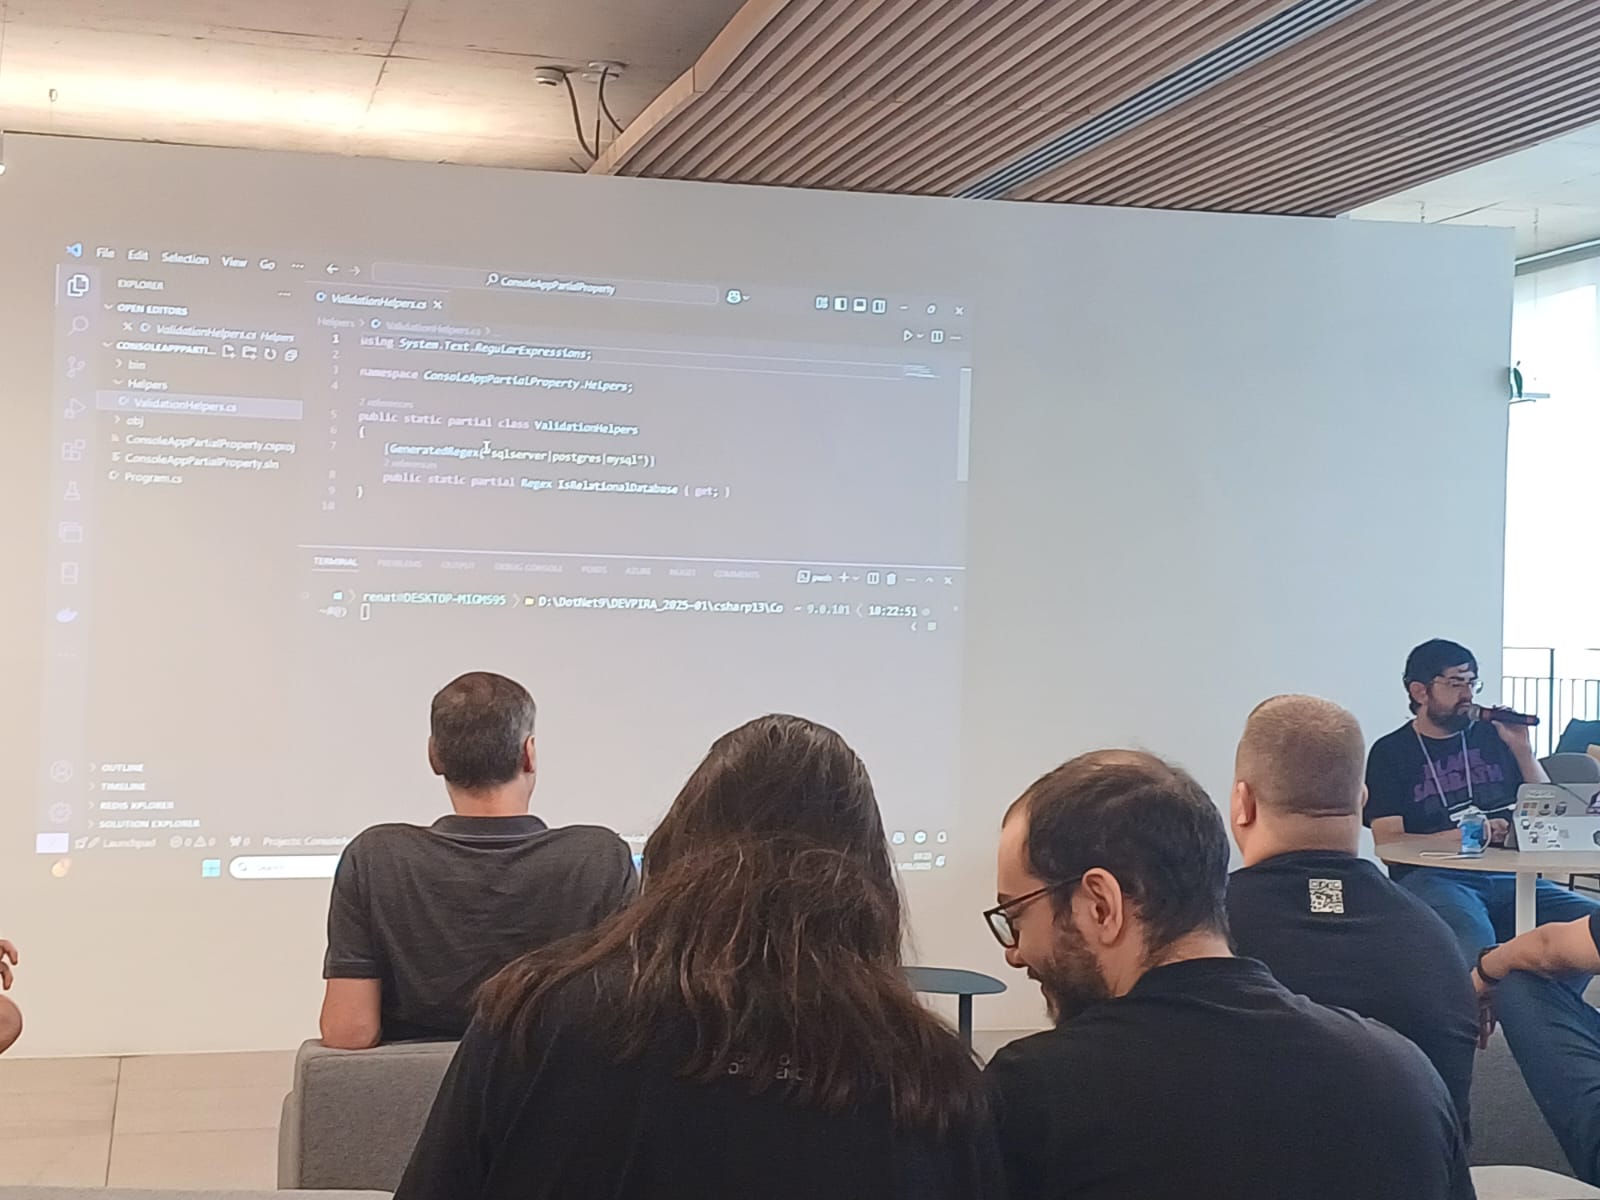 File Edit Selection View Go ...
ConsoleAppPartialProperty
EXPLORER
OPEN EDITORS
ValidationHelpers.cs Helpers
CONSOLEAPPPARTI...
bin
Helpers
ValidationHelpers.cs
obj
ConsoleAppPartialProperty.csproj
ConsoleAppPartialProperty.sln
Program.cs
OUTLINE
TIMELINE
REDIS XPLORER
SOLUTION EXPLORER
ValidationHelpers.cs
Helpers > ValidationHelpers.cs >
1 using System.Text.RegularExpressions;
2
3 namespace ConsoleAppPartialProperty.Helpers;
4
2 references
5 public static partial class ValidationHelpers
6 {
7 [GeneratedRegex("sqlserver|postgres|mysql")]
2 references
8 public static partial Regex IsRelationalDatabase { get; }
9 }
10
TERMINAL PROBLEMS OUTPUT DEBUG CONSOLE PORTS AZURE NUGET COMMENTS
pwsh
renat@DESKTOP-MIGMS95 D:\DotNet9\DEVPIRA_2025-01\csharp13\Co ~ 9.0.101 10:22:51
Launchpad 0 0 0 Projects: ConsoleA
Search
BLACK
SABBATH